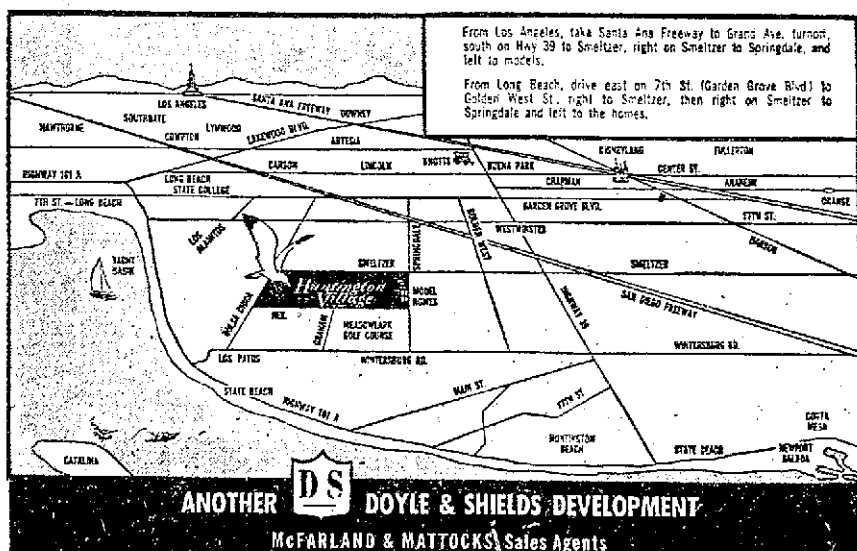 From Los Angeles, take Santa Ana Freeway to Grand Ave. turnoff,
south on Hwy 39 to Smeltzer, right on Smeltzer to Springdale, and
left to models.
From Long Beach, drive east on 7th St. (Garden Grove Blvd.) to
Golden West St., right to Smeltzer, then right on Smeltzer to
Springdale and left to the homes.
LOS ANGELES
SANTA ANA FREEWAY
DOWNEY
HAWTHORNE
SOUTHGATE
COMPTON
LYNWOOD
LAKEWOOD BLVD.
ARTESIA
DISNEYLAND
FULLERTON
HIGHWAY 101 A
LONG BEACH
STATE COLLEGE
CARSON
LINCOLN
KNOTTS
BUENA PARK
CENTER ST.
CHAPMAN
ANAHEIM
ORANGE
7TH ST. - LONG BEACH
GARDEN GROVE BLVD.
17TH ST.
LOS ALAMITOS
WESTMINSTER
HARBOR
YACHT
BASIN
SMELTZER
SPRINGDALE
GOLDEN WEST
SMELTZER
Huntington
Village
MODEL
HOMES
HIGHWAY 39
SAN DIEGO FREEWAY
BOLSA CHICA
HEIL
GRAHAM
MEADOWLARK
GOLF COURSE
LOS PATOS
WINTERSBURG RD.
WINTERSBURG RD.
STATE BEACH
HIGHWAY 101 A
MAIN ST.
17TH ST.
HUNTINGTON
BEACH
STATE BEACH
COSTA
MESA
NEWPORT
BALBOA
CATALINA
ANOTHER DS DOYLE & SHIELDS DEVELOPMENT
McFARLAND & MATTOCKS, Sales Agents